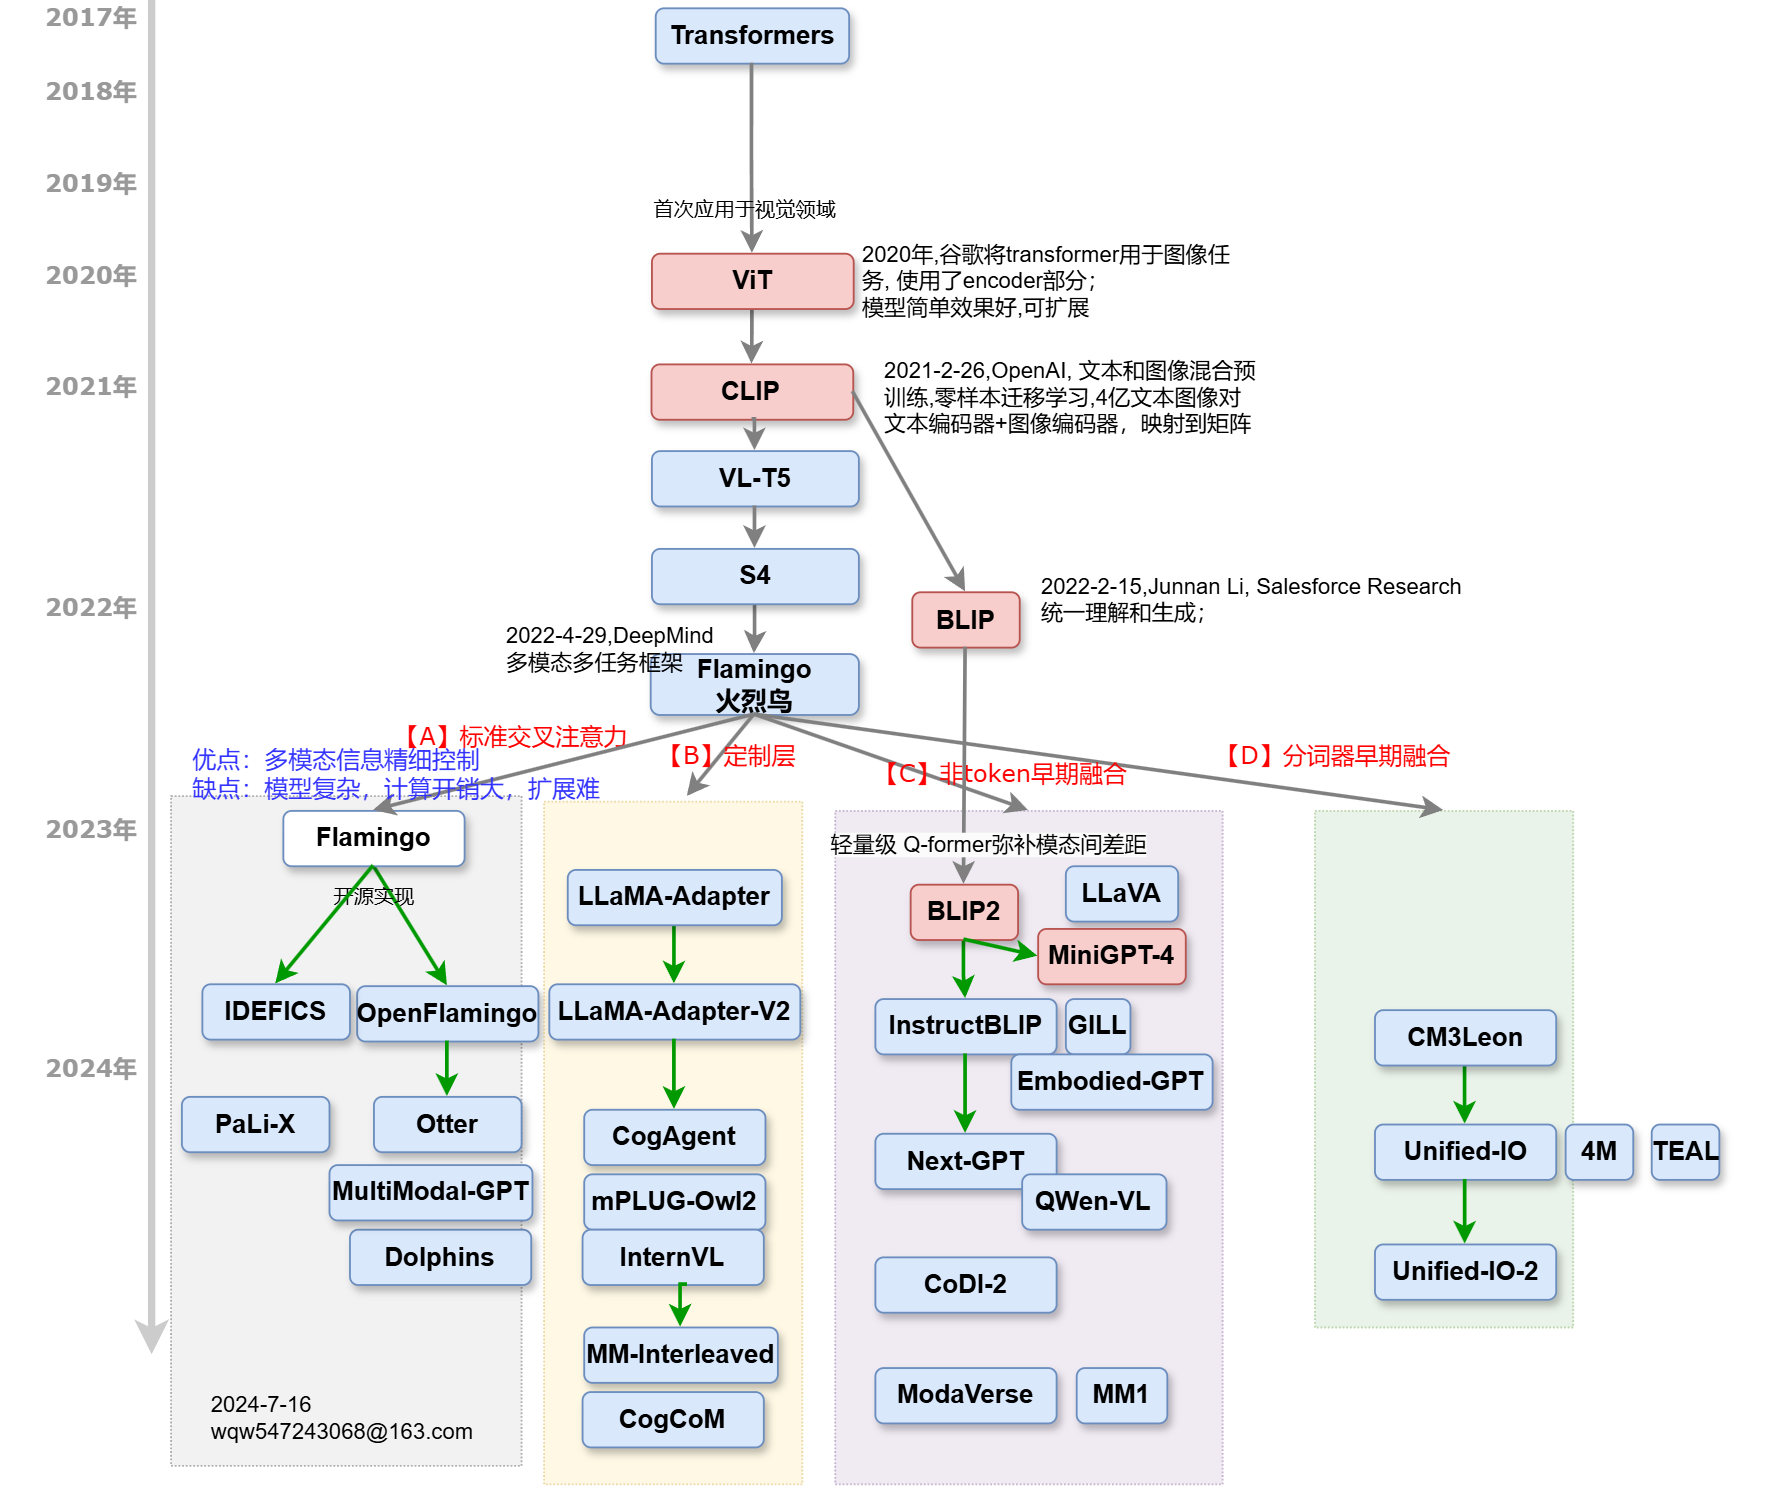 2017年
Transformers
2018年
2019年
首次应用于视觉领域
2020年
ViT
2020年,谷歌将transformer用于图像任
务, 使用了encoder部分；
模型简单效果好,可扩展
2021年
CLIP
2021-2-26,OpenAI, 文本和图像混合预
训练,零样本迁移学习,4亿文本图像对
文本编码器+图像编码器，映射到矩阵
VL-T5
S4
2022年
BLIP
2022-2-15,Junnan Li, Salesforce Research
统一理解和生成；
2022-4-29,DeepMind
多模态多任务框架
Flamingo
火烈鸟
【A】标准交叉注意力
优点：多模态信息精细控制
缺点：模型复杂，计算开销大，扩展难
【B】定制层
【C】非token早期融合
【D】分词器早期融合
2023年
Flamingo
开源实现
IDEFICS
OpenFlamingo
2024年
PaLi-X
Otter
MultiModal-GPT
Dolphins
2024-7-16
wqw547243068@163.com
LLaMA-Adapter
LLaMA-Adapter-V2
CogAgent
mPLUG-Owl2
InternVL
MM-Interleaved
CogCoM
轻量级 Q-former弥补模态间差距
BLIP2
LLaVA
MiniGPT-4
InstructBLIP
GILL
Embodied-GPT
Next-GPT
QWen-VL
CoDI-2
ModaVerse
MM1
CM3Leon
Unified-IO
4M
TEAL
Unified-IO-2